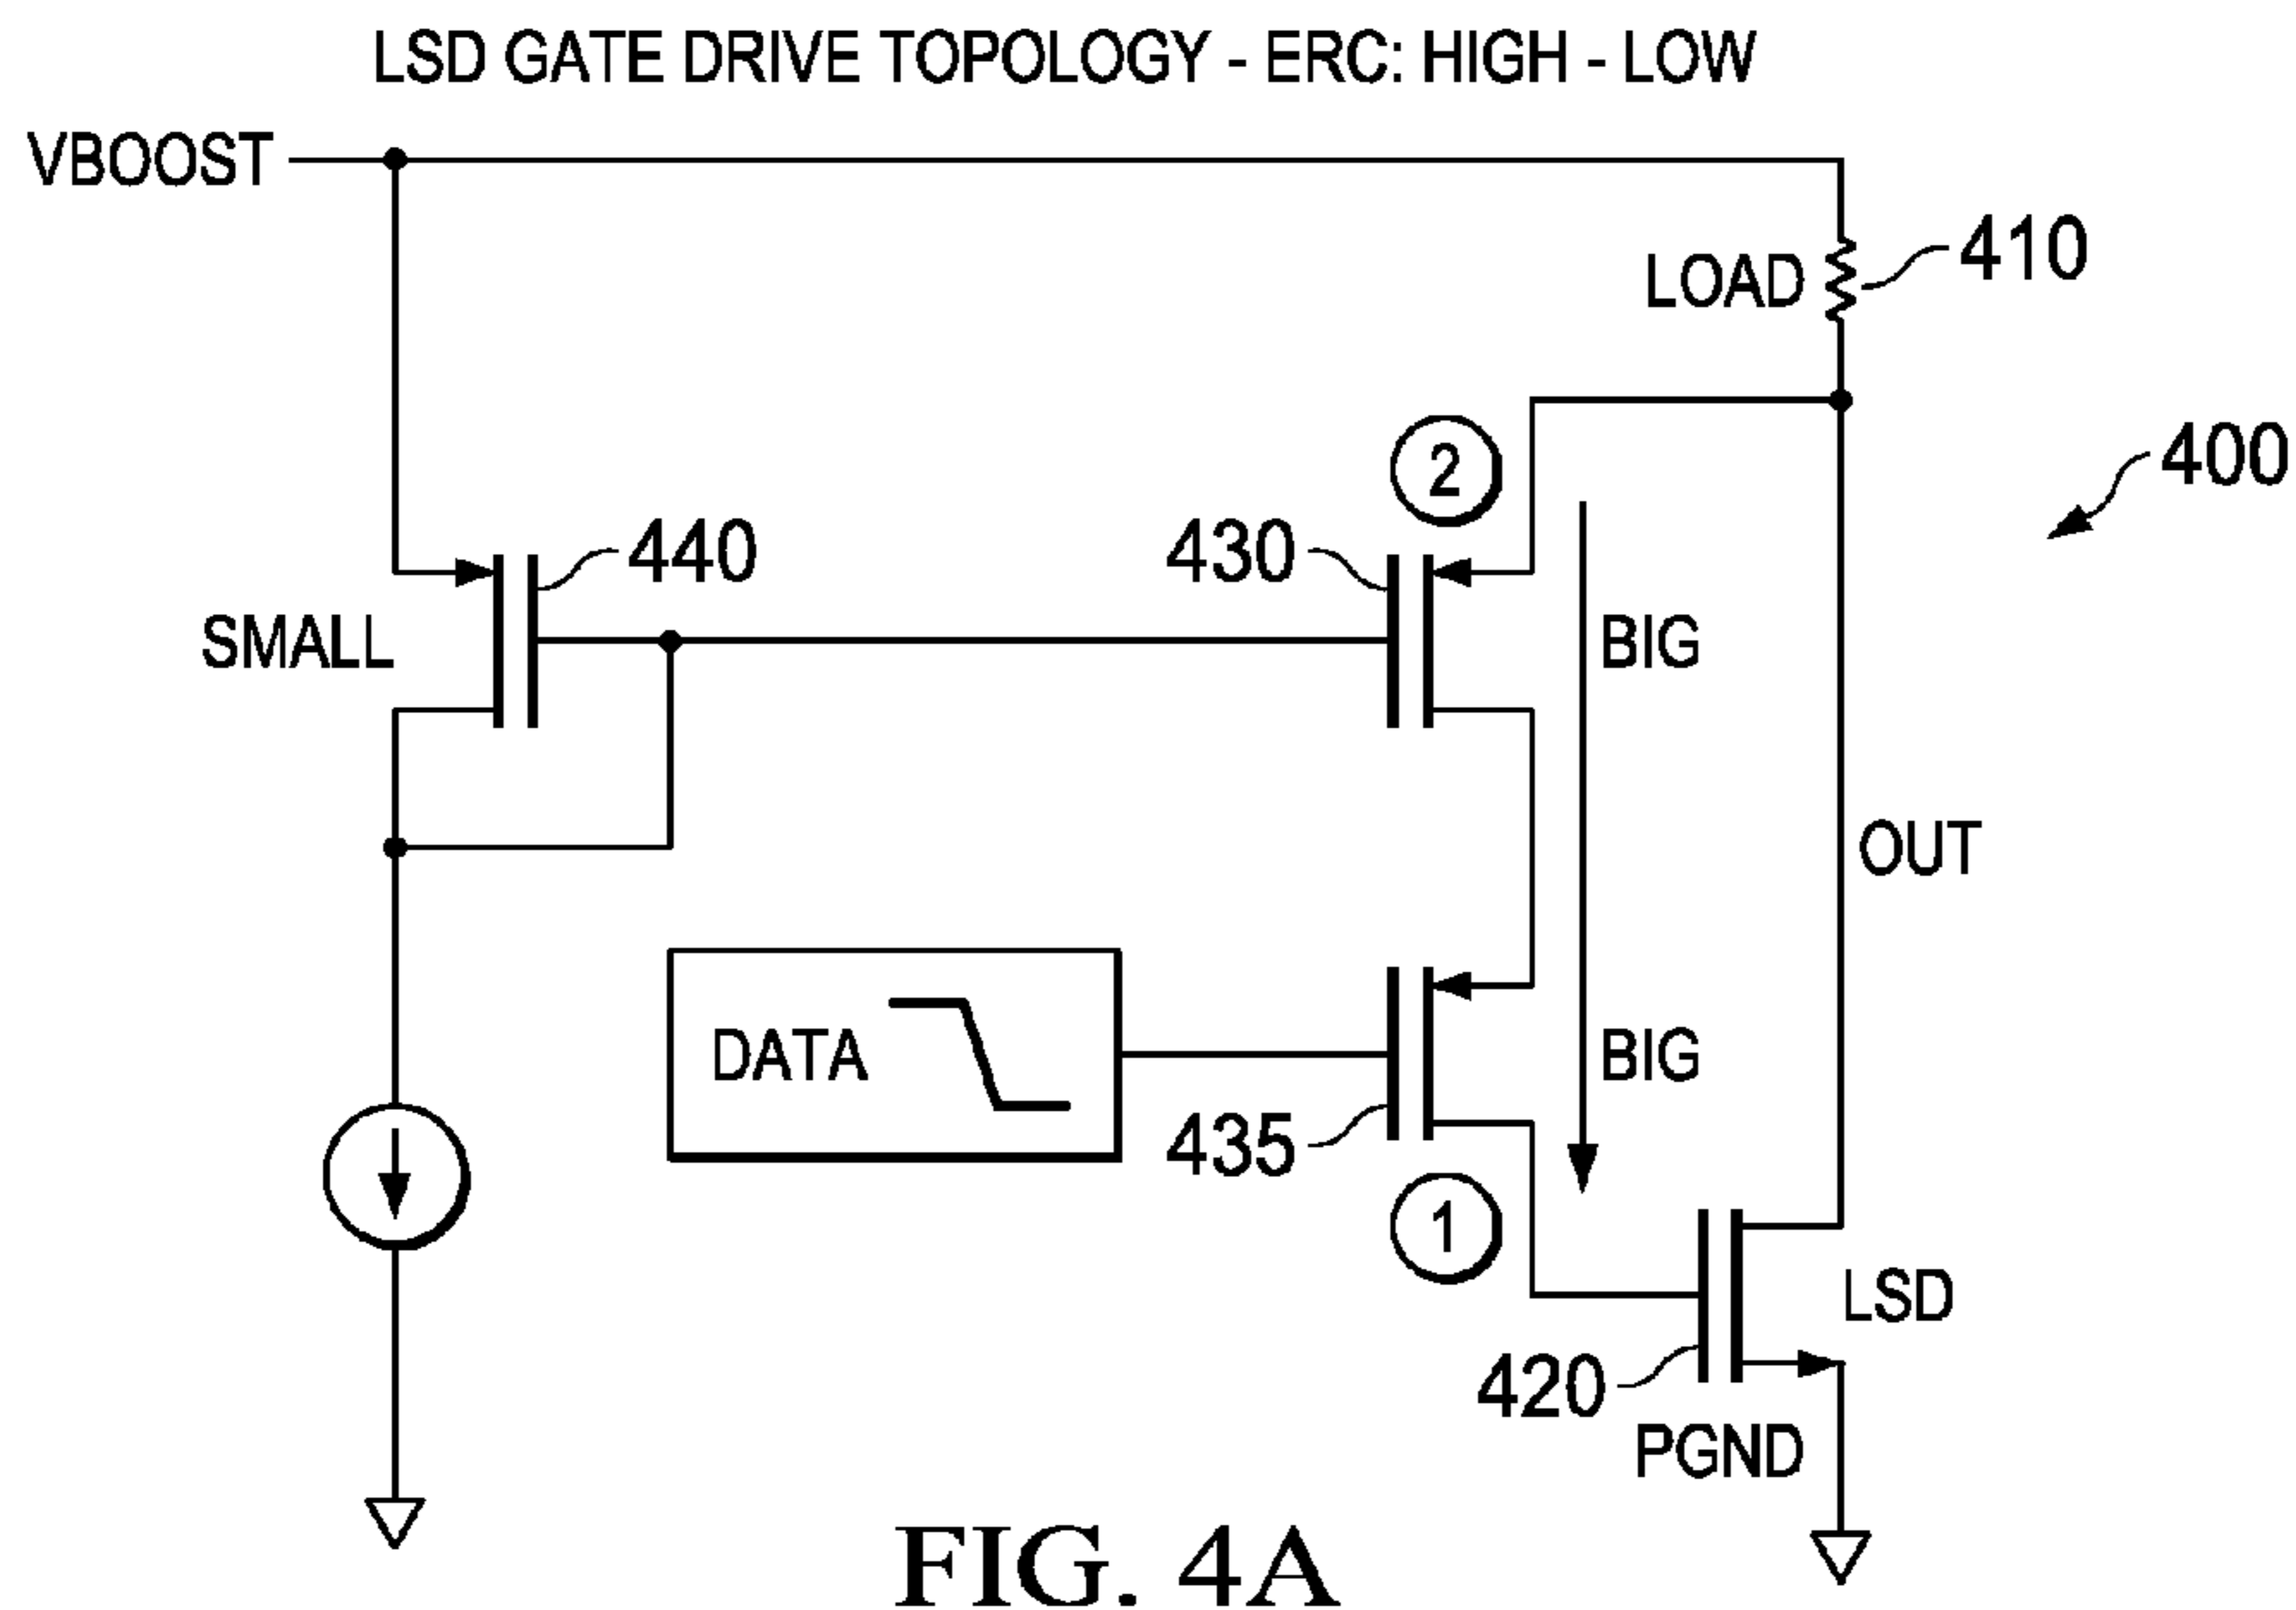 LSD GATE DRIVE TOPOLOGY - ERC: HIGH - LOW
VBOOST
LOAD
410
400
2
440
430
SMALL
BIG
OUT
DATA
BIG
435
1
LSD
420
PGND
FIG. 4A